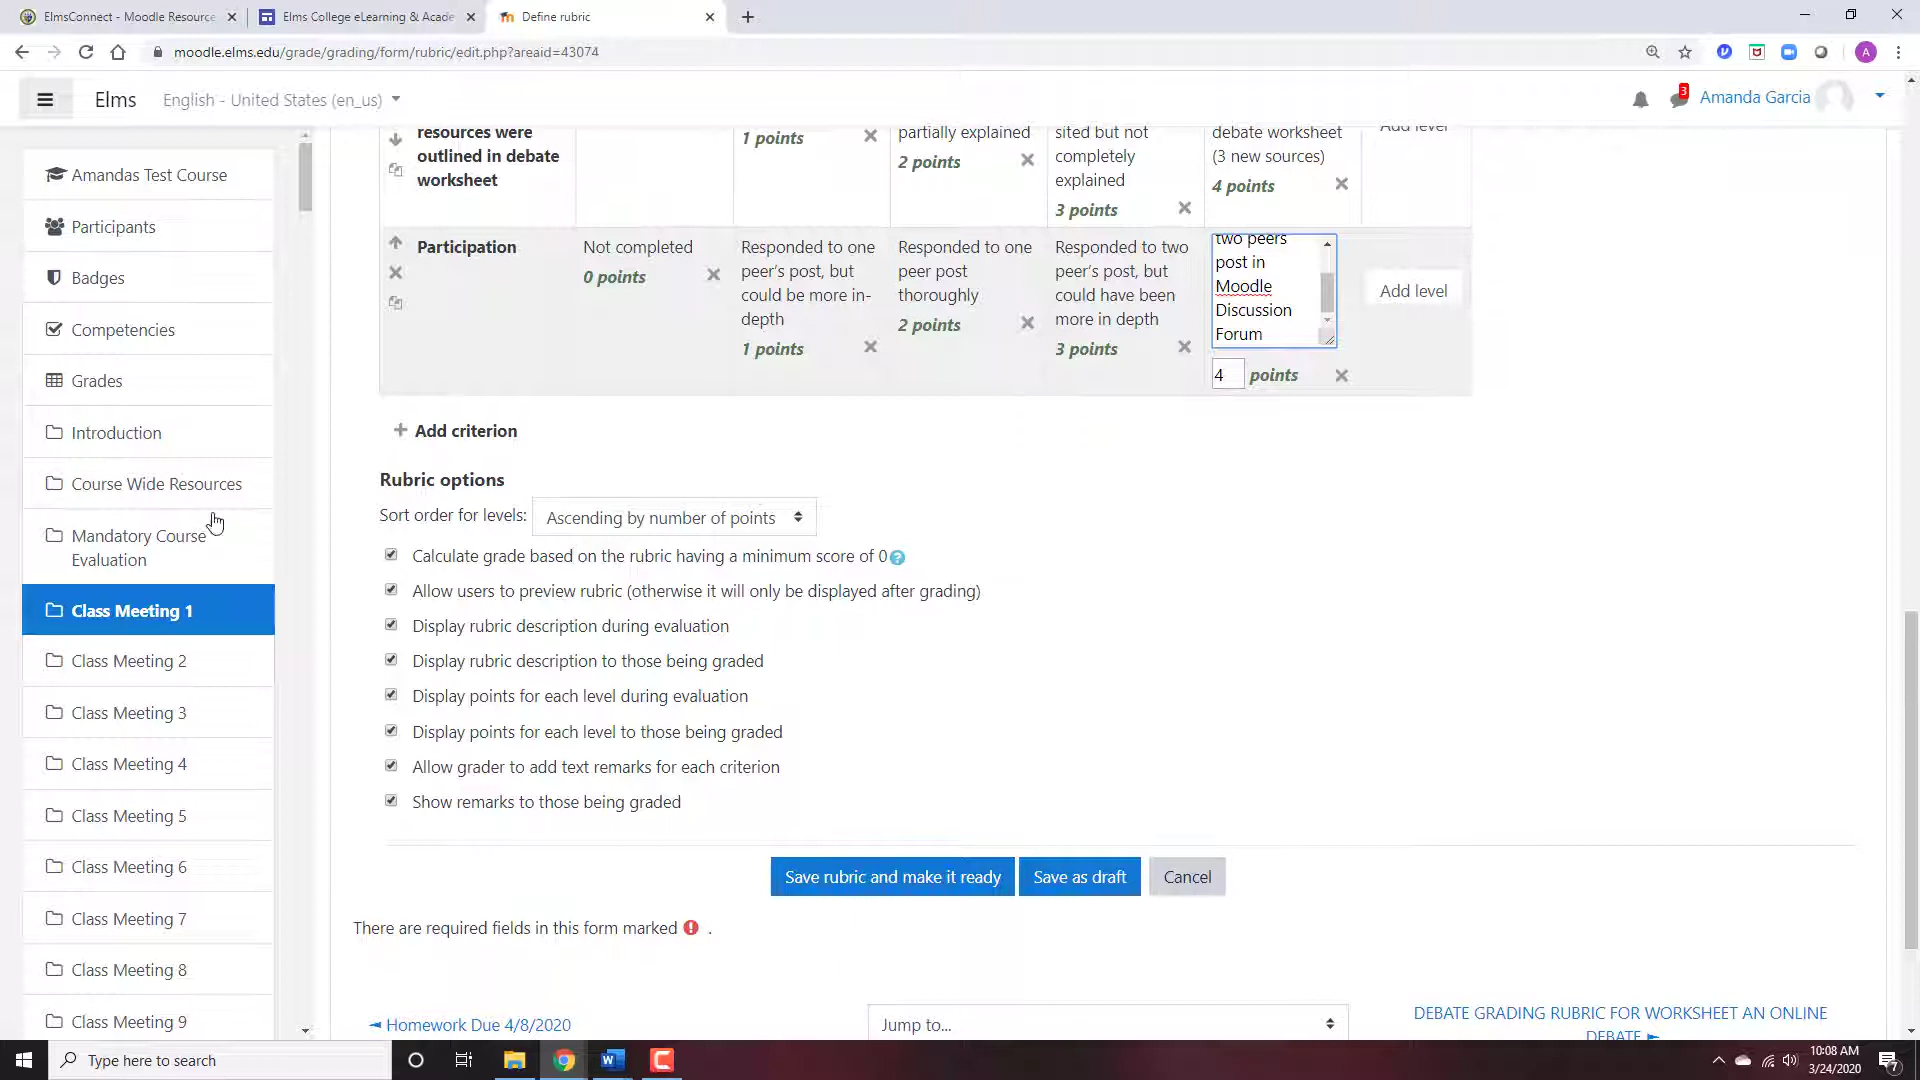 ElmsConnect - Moodle Resource
Elms College eLearning & Acade
Define rubric
moodle.elms.edu/grade/grading/form/rubric/edit.php?areaid=43074
A
Elms
English - United States (en_us)
3
Amanda Garcia
Amandas Test Course
Participants
Badges
Competencies
Grades
Introduction
Course Wide Resources
Mandatory Course
Evaluation
Class Meeting 1
Class Meeting 2
Class Meeting 3
Class Meeting 4
Class Meeting 5
Class Meeting 6
Class Meeting 7
Class Meeting 8
Class Meeting 9
resources were
outlined in debate
worksheet
1 points
partially explained
2 points
sited but not
completely
explained
3 points
debate worksheet
(3 new sources)
4 points
Add level
Participation
Not completed
0 points
Responded to one
peer's post, but
could be more in-
depth
1 points
Responded to one
peer post
thoroughly
2 points
Responded to two
peer's post, but
could have been
more in depth
3 points
two peers
post in
Moodle
Discussion
Forum
4 points
Add level
Add criterion
Rubric options
Sort order for levels: Ascending by number of points
Calculate grade based on the rubric having a minimum score of 0
Allow users to preview rubric (otherwise it will only be displayed after grading)
Display rubric description during evaluation
Display rubric description to those being graded
Display points for each level during evaluation
Display points for each level to those being graded
Allow grader to add text remarks for each criterion
Show remarks to those being graded
Save rubric and make it ready
Save as draft
Cancel
There are required fields in this form marked .
◄ Homework Due 4/8/2020
Jump to...
DEBATE GRADING RUBRIC FOR WORKSHEET AN ONLINE
DEBATE ►
Type here to search
10:08 AM
3/24/2020
7